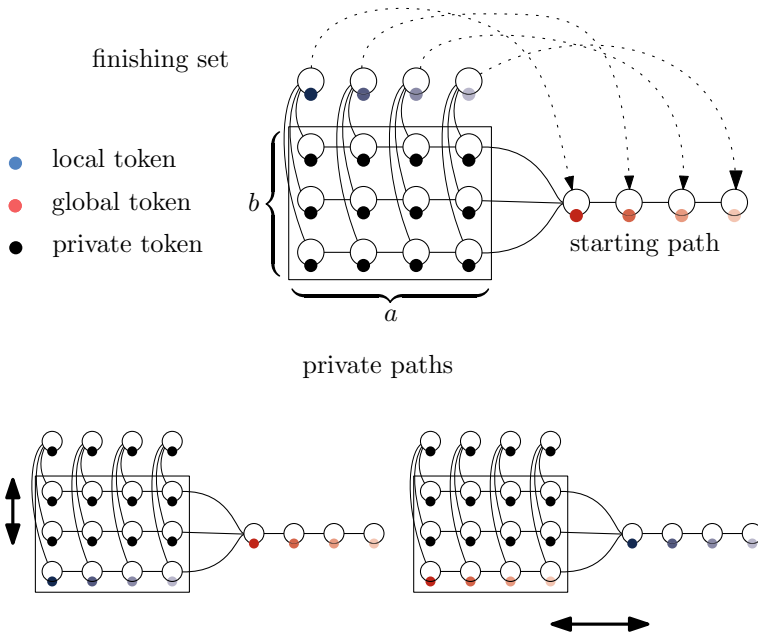 finishing set
local token
global token
private token
b
starting path
a
private paths